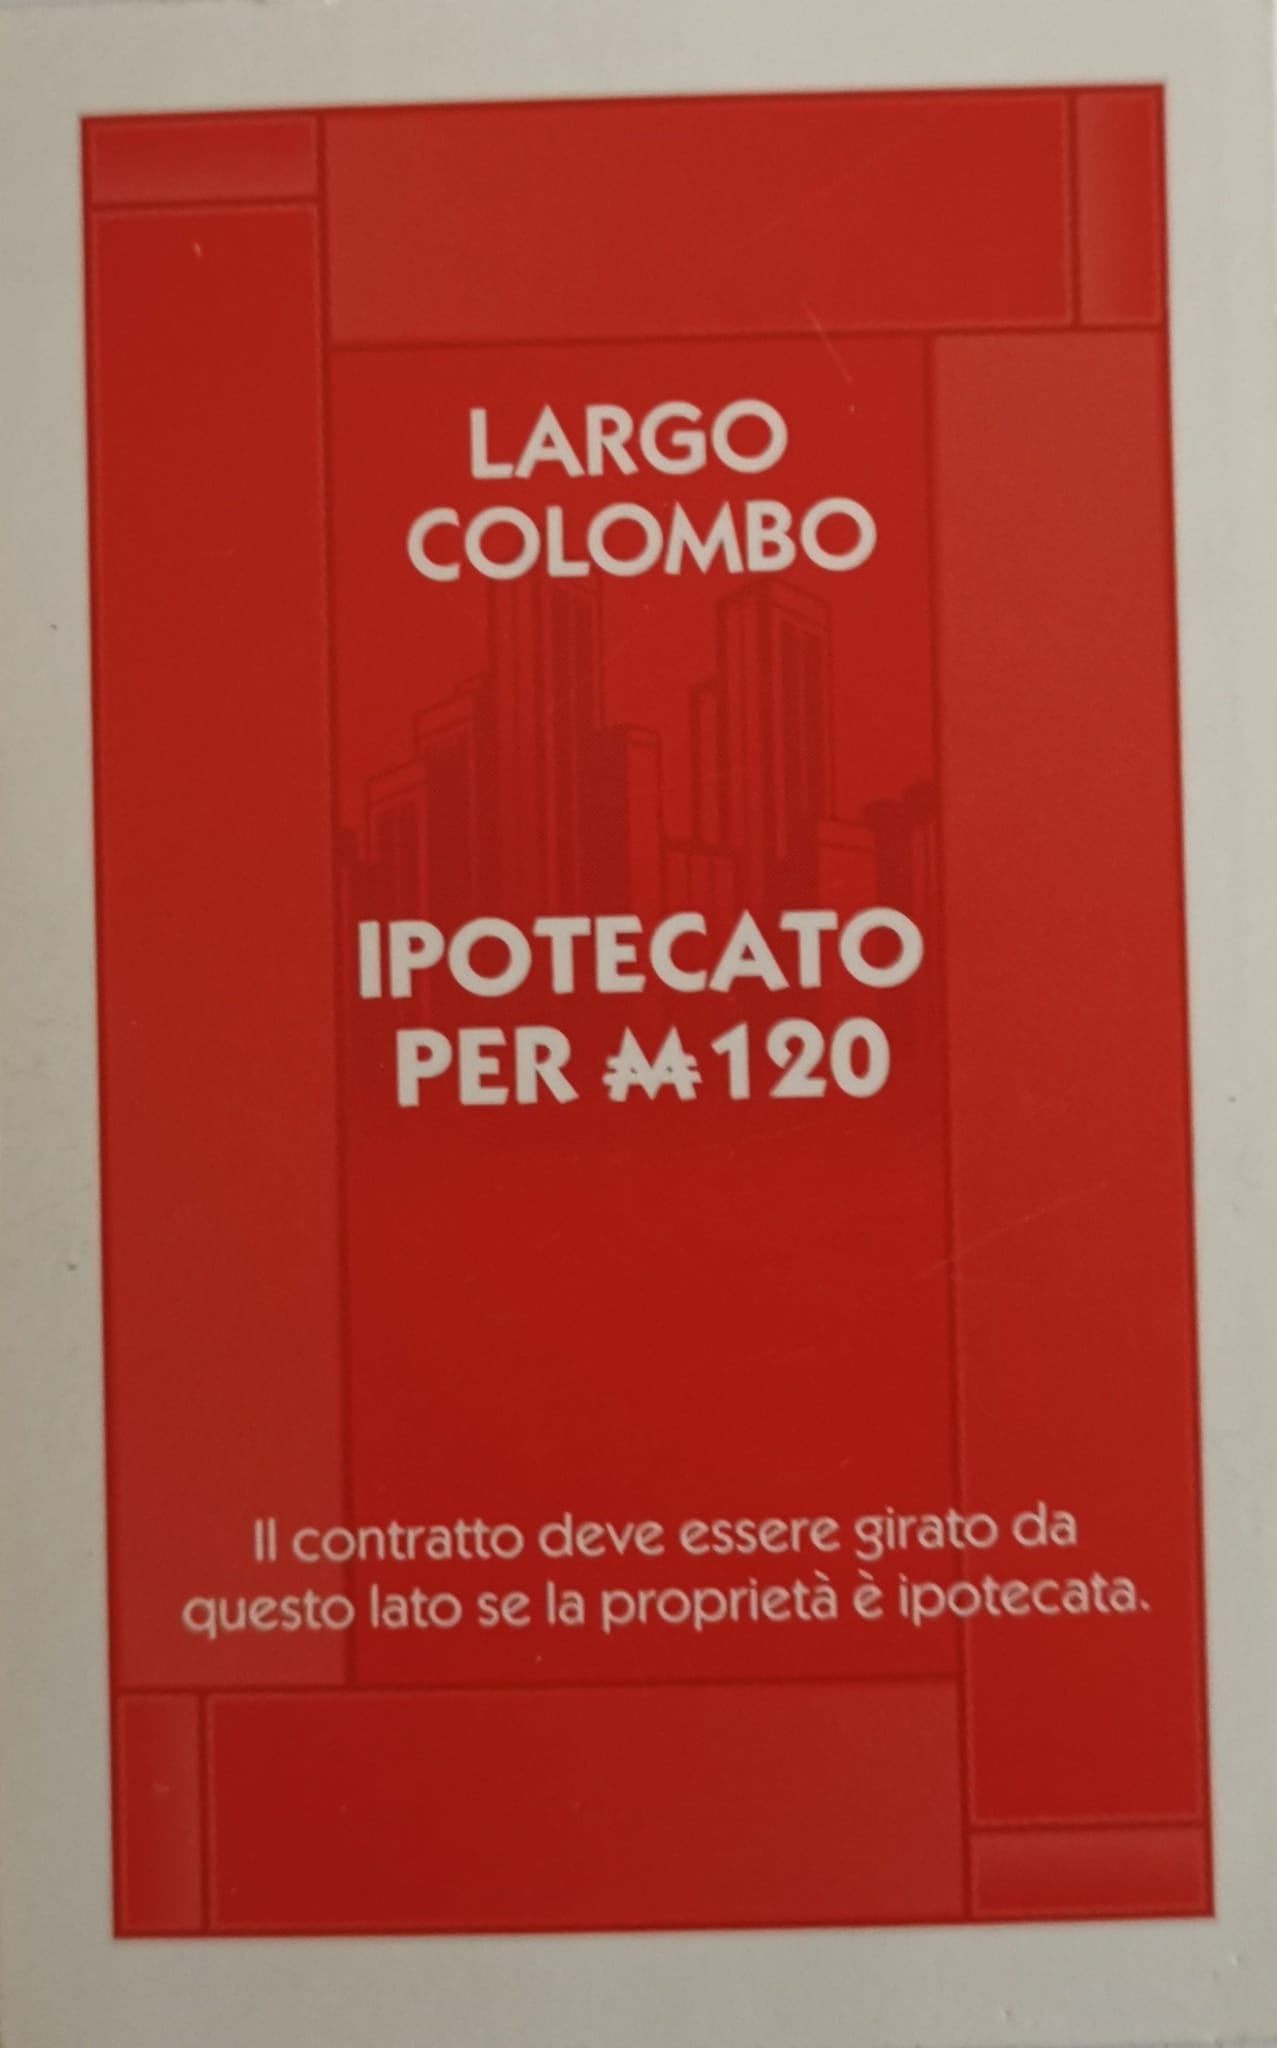 LARGO
COLOMBO
IPOTECATO
PER ₩120
Il contratto deve essere girato da
questo lato se la proprietà è ipotecata.